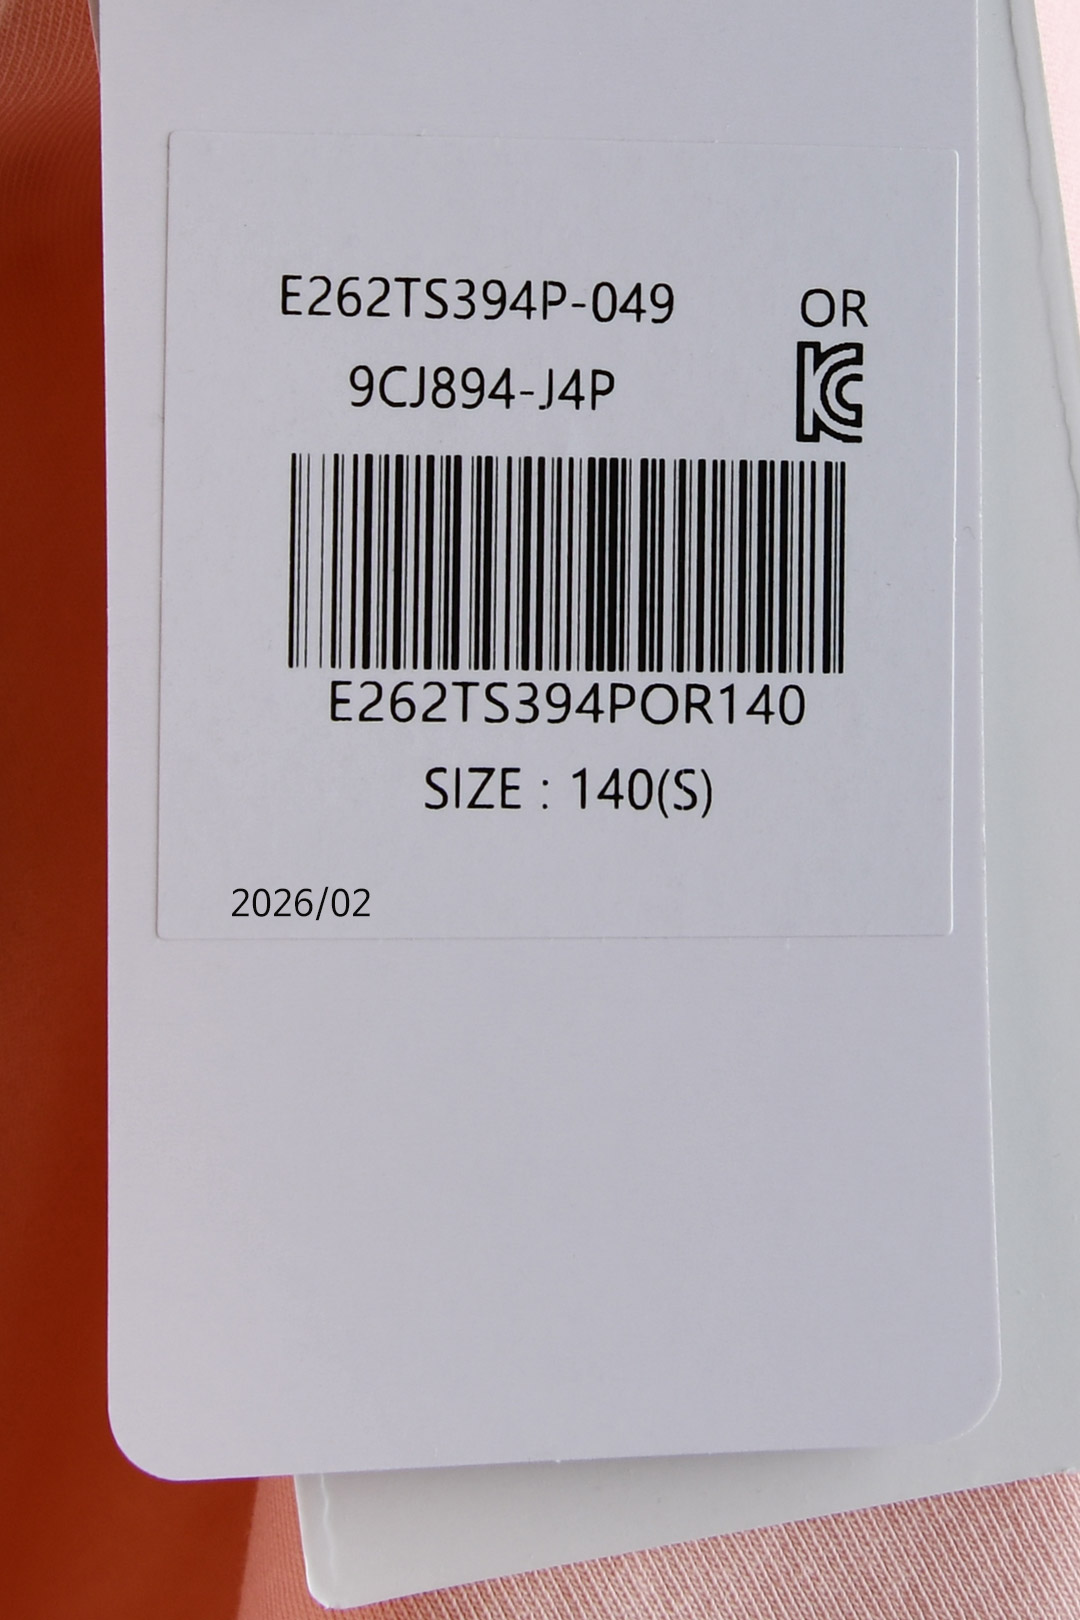 E262TS394P-049 OR
9CJ894-J4P
E262TS394POR140
SIZE : 140(S)
2026/02